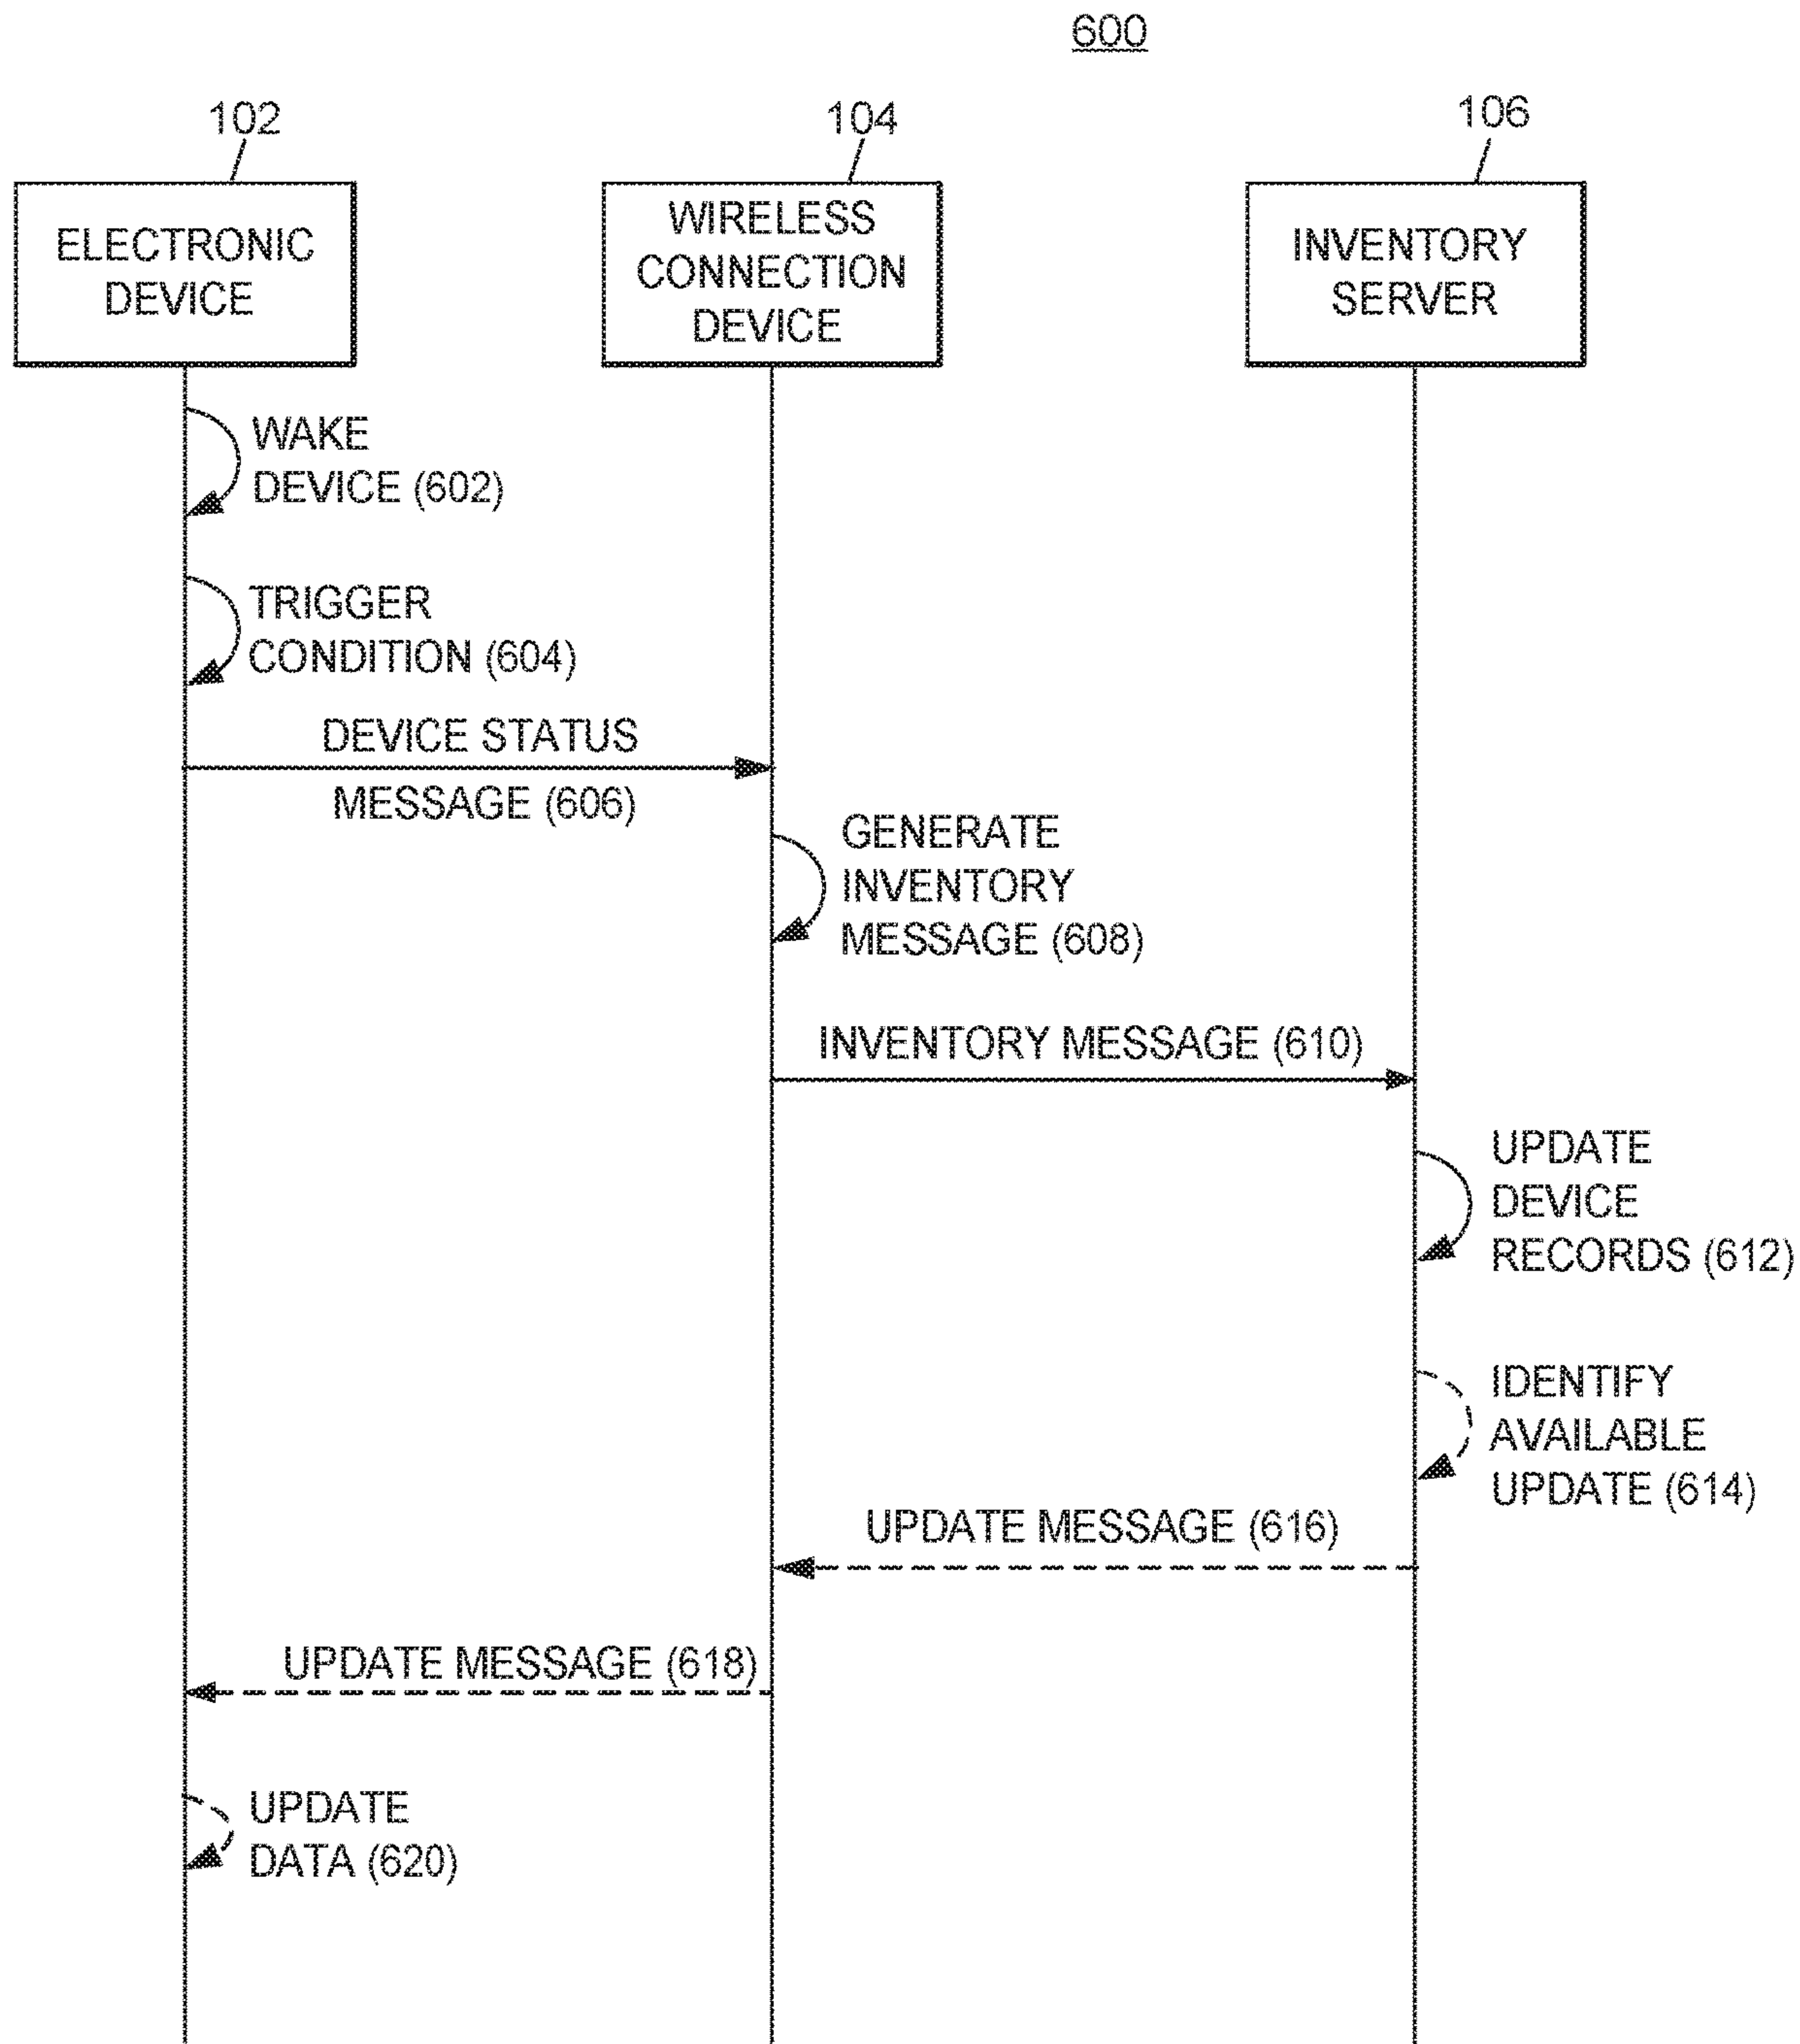 600
102
104
106
ELECTRONIC
DEVICE
WIRELESS
CONNECTION
DEVICE
INVENTORY
SERVER
WAKE
DEVICE (602)
TRIGGER
CONDITION (604)
DEVICE STATUS
MESSAGE (606)
GENERATE
INVENTORY
MESSAGE (608)
INVENTORY MESSAGE (610)
UPDATE
DEVICE
RECORDS (612)
IDENTIFY
AVAILABLE
UPDATE (614)
UPDATE MESSAGE (616)
UPDATE MESSAGE (618)
UPDATE
DATA (620)